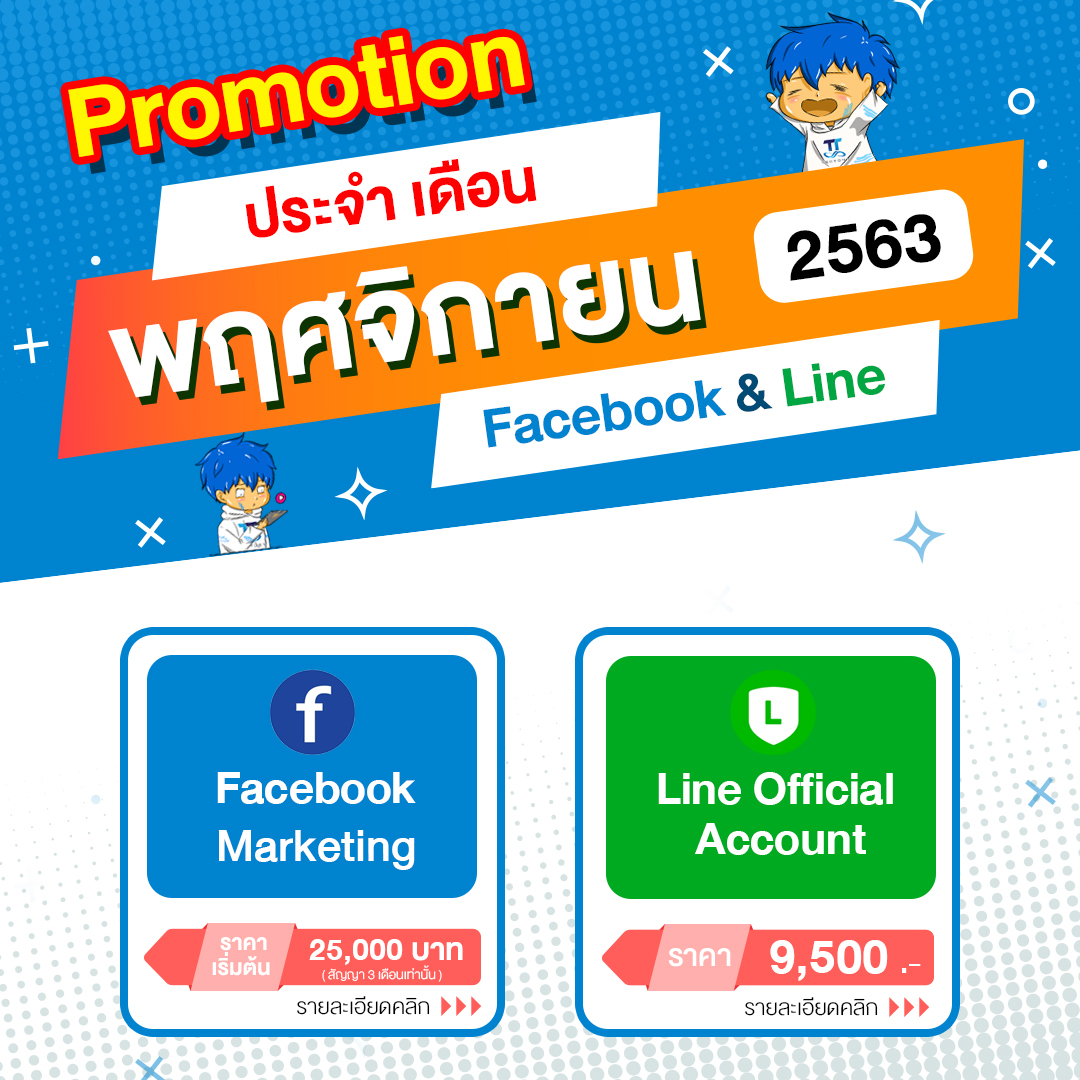 Promotion
ประจำ เดือน
พฤศจิกายน
2563
Facebook & Line
f
Facebook
Marketing
ราคา
เริ่มต้น
25,000 บาท
( สัญญา 3 เดือนเท่านั้น )
รายละเอียดคลิก
L
Line Official
Account
ราคา
9,500 .-
รายละเอียดคลิก